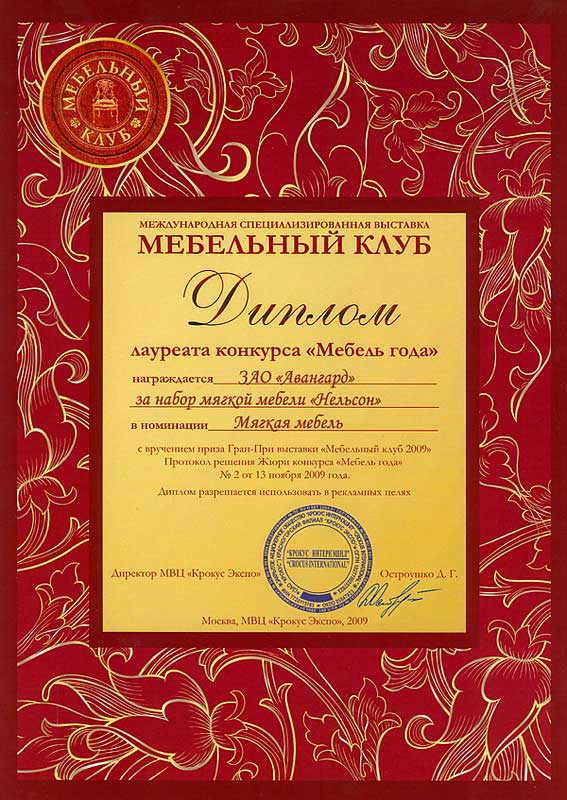 МЕБЕЛЬНЫЙ
КЛУБ
МЕЖДУНАРОДНАЯ СПЕЦИАЛИЗИРОВАННАЯ ВЫСТАВКА
МЕБЕЛЬНЫЙ КЛУБ
Диплом
лауреата конкурса «Мебель года»
награждается ЗАО «Авангард»
за набор мягкой мебели «Нельсон»
в номинации Мягкая мебель
с вручением приза Гран-При выставки «Мебельный клуб 2009»
Протокол решения Жюри конкурса «Мебель года»
№ 2 от 13 ноября 2009 года.
Диплом разрешается использовать в рекламных целях
"КРОКУС ИНТЕРНЭШНЛ"
"CROCUS INTERNATIONAL"
Директор МВЦ «Крокус Экспо» Остроушко Д. Г.
Москва, МВЦ «Крокус Экспо», 2009